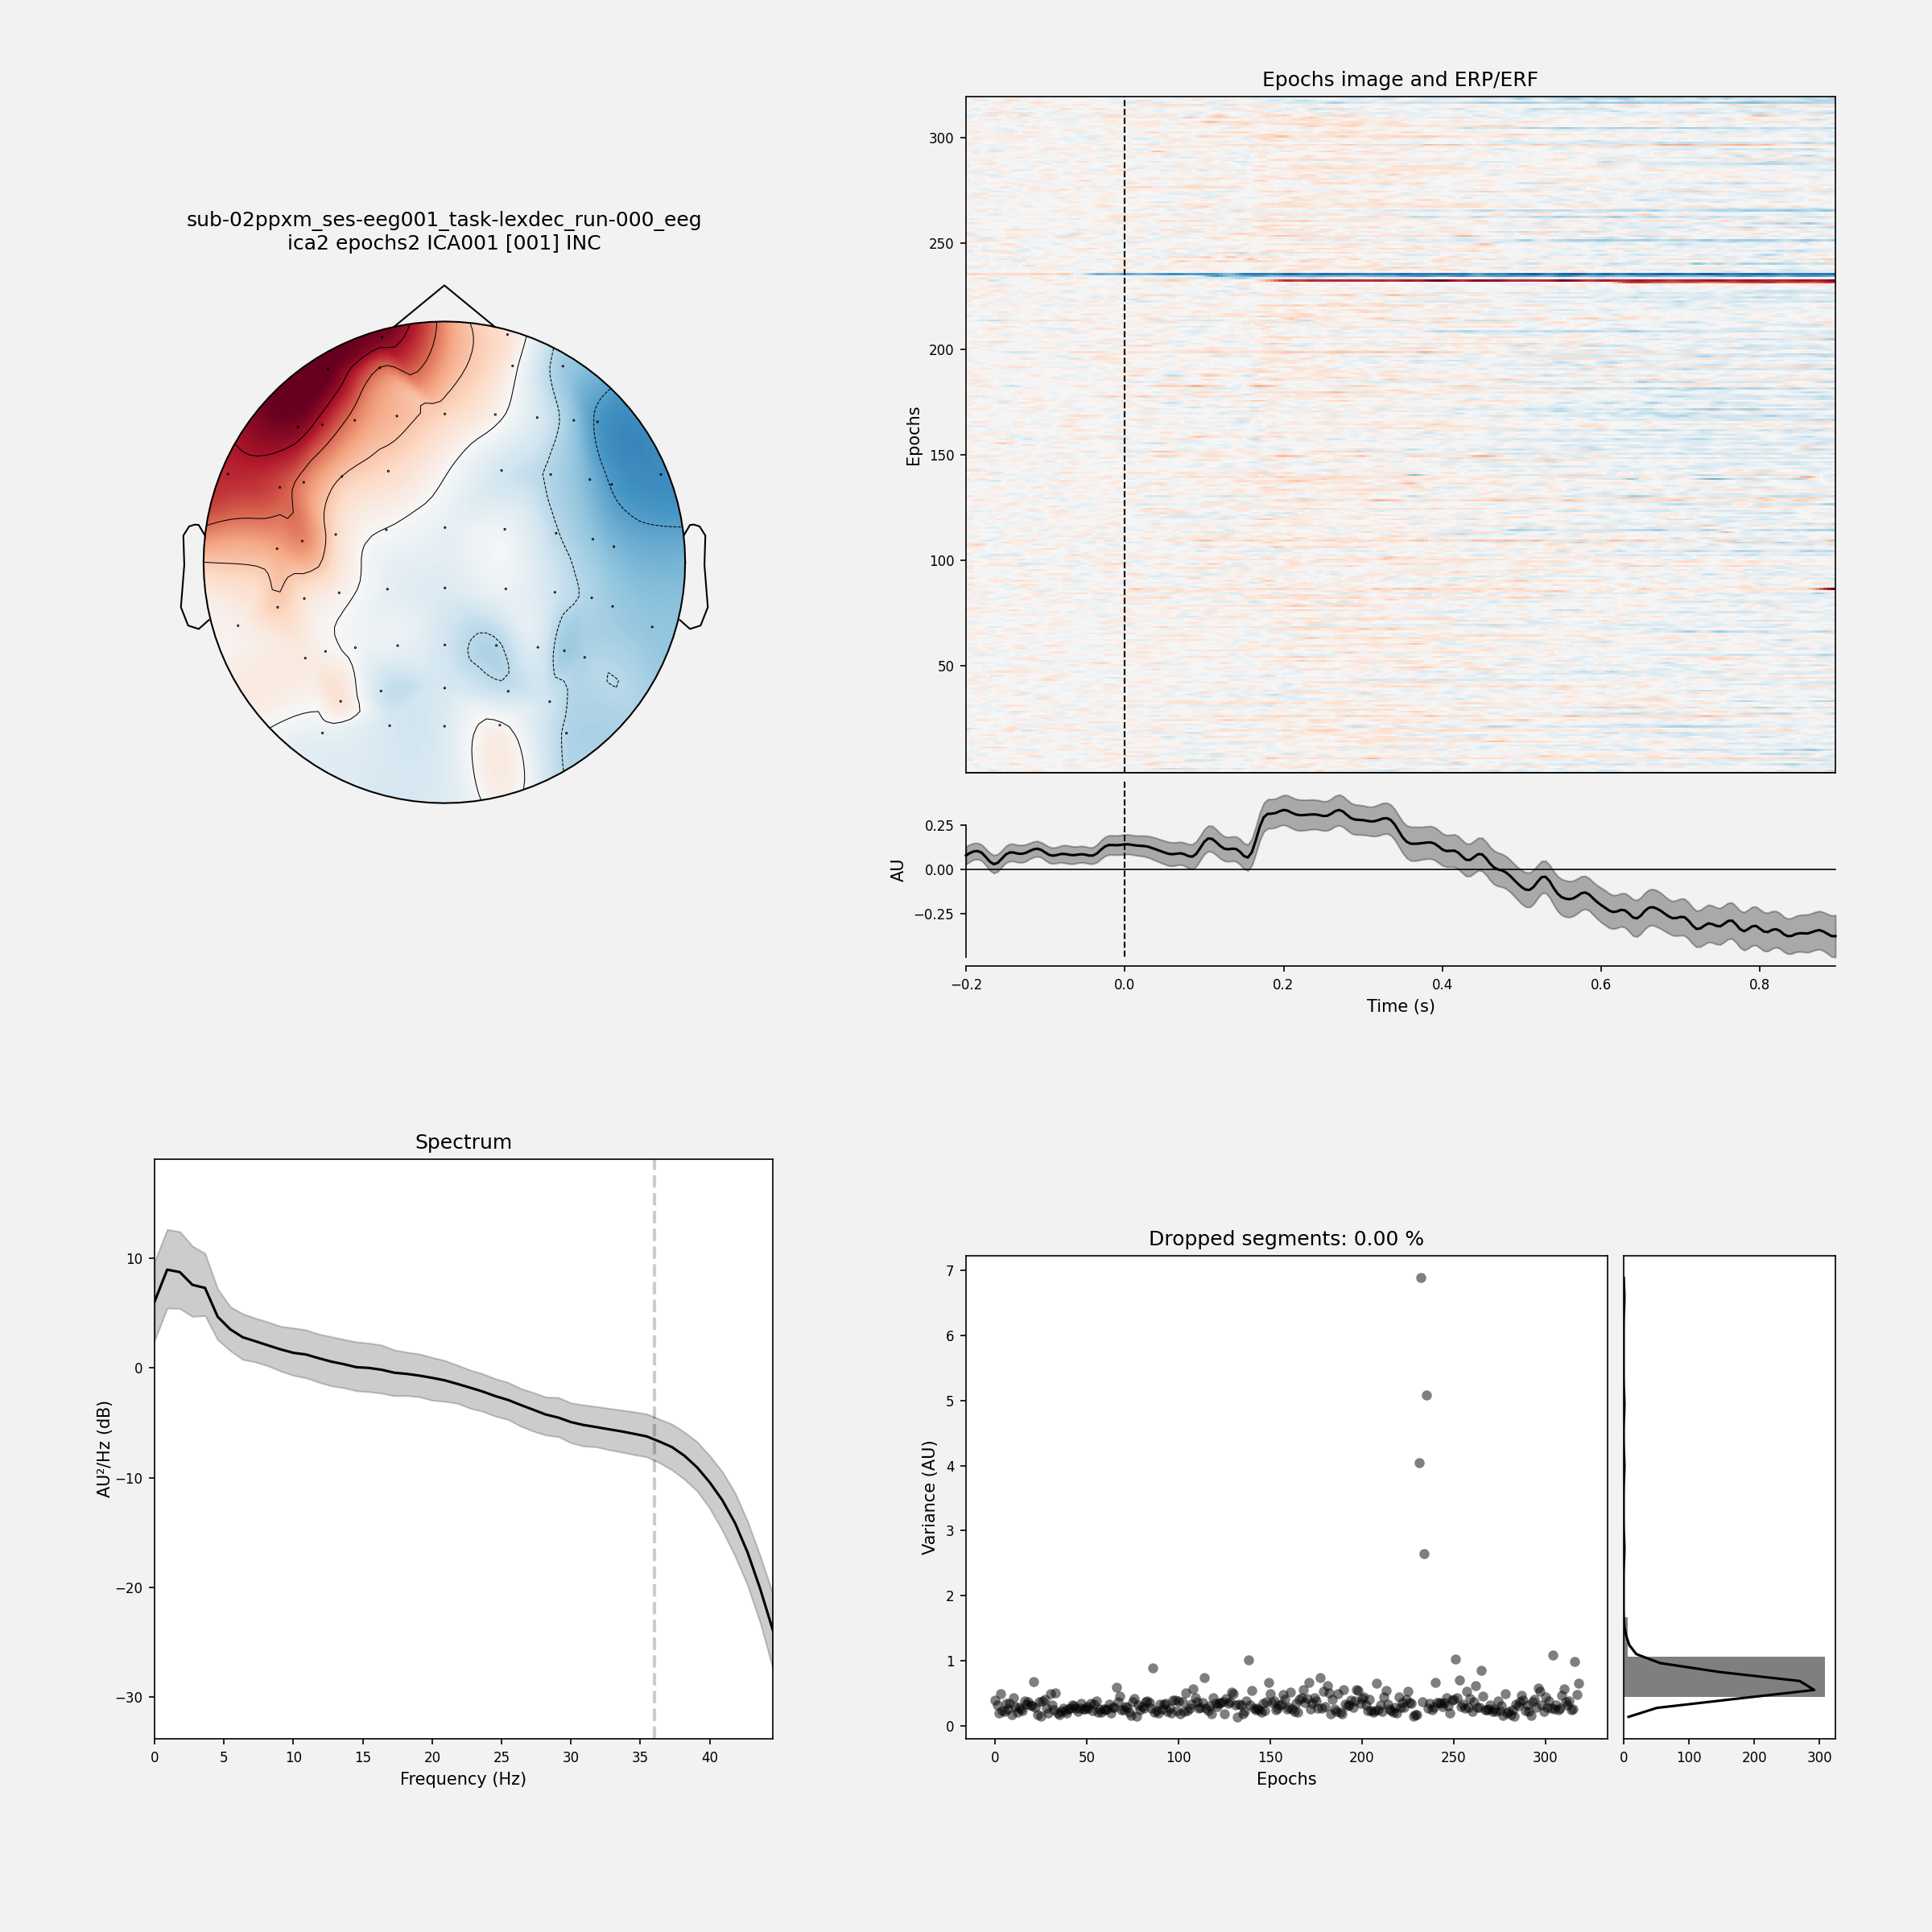 sub-02ppxm_ses-eeg001_task-lexdec_run-000_eeg
ica2 epochs2 ICA001 [001] INC
Epochs image and ERP/ERF
300
250
200
150
100
50
Epochs
0.25
0.00
−0.25
AU
−0.2 0.0 0.2 0.4 0.6 0.8
Time (s)
Spectrum
10
0
−10
−20
−30
AU²/Hz (dB)
0 5 10 15 20 25 30 35 40
Frequency (Hz)
Dropped segments: 0.00 %
7
6
5
4
3
2
1
0
Variance (AU)
0 50 100 150 200 250 300
Epochs
0 100 200 300